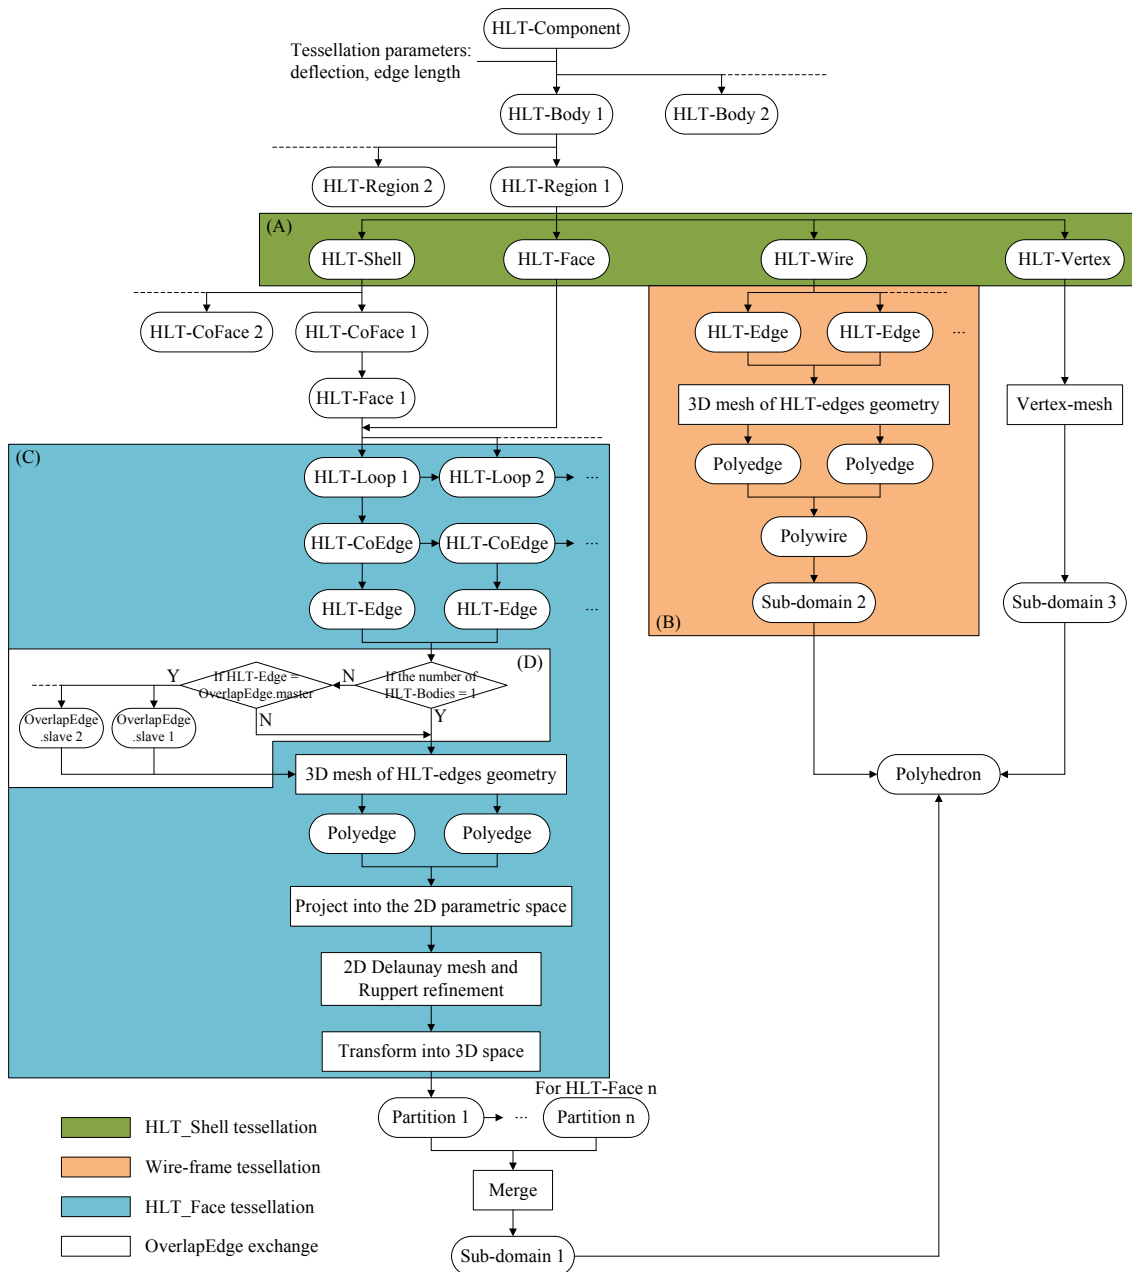 HLT-Component
Tessellation parameters:
deflection, edge length
HLT-Body 1
HLT-Body 2
HLT-Region 2
HLT-Region 1
(A)
HLT-Shell
HLT-Face
HLT-Wire
HLT-Vertex
HLT-CoFace 2
HLT-CoFace 1
HLT-Edge
HLT-Edge
...
HLT-Face 1
3D mesh of HLT-edges geometry
Vertex-mesh
(C)
HLT-Loop 1
HLT-Loop 2
...
Polyedge
Polyedge
HLT-CoEdge
HLT-CoEdge
...
Polywire
HLT-Edge
HLT-Edge
...
Sub-domain 2
Sub-domain 3
(B)
(D)
Y
If HLT-Edge =
OverlapEdge.master
N
If the number of
HLT-Bodies = 1
OverlapEdge
.slave 2
OverlapEdge
.slave 1
N
Y
3D mesh of HLT-edges geometry
Polyhedron
Polyedge
Polyedge
Project into the 2D parametric space
2D Delaunay mesh and
Ruppert refinement
Transform into 3D space
For HLT-Face n
Partition 1
...
Partition n
Merge
Sub-domain 1
HLT_Shell tessellation
Wire-frame tessellation
HLT_Face tessellation
OverlapEdge exchange